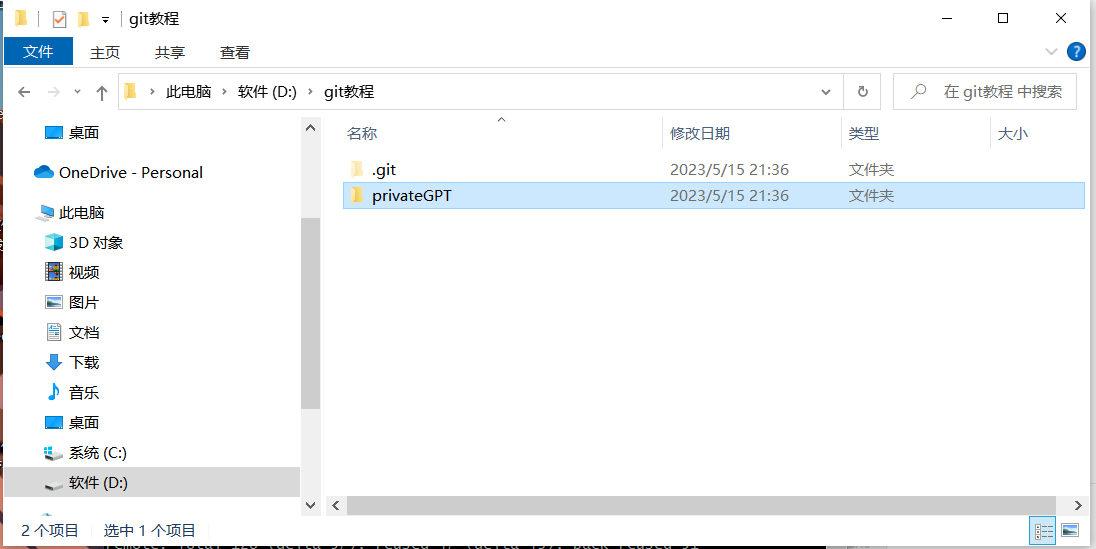 git教程
文件 主页 共享 查看
此电脑 软件 (D:) git教程 在 git教程 中搜索
名称 修改日期 类型 大小
桌面
.git 2023/5/15 21:36 文件夹
OneDrive - Personal
privateGPT 2023/5/15 21:36 文件夹
此电脑
3D 对象
视频
图片
文档
下载
音乐
桌面
系统 (C:)
软件 (D:)
2 个项目 选中 1 个项目